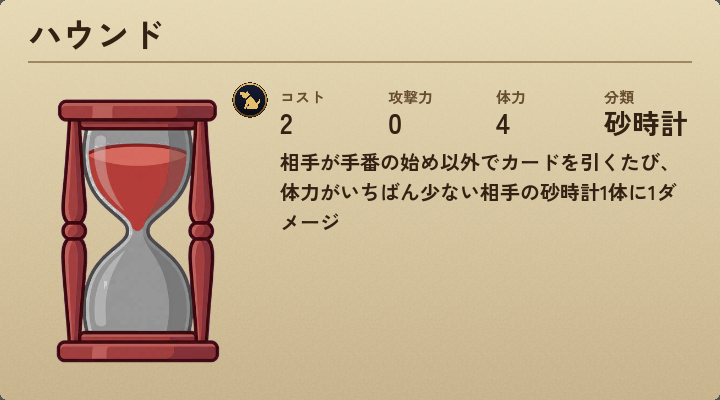 ハウンド
コスト 攻撃力 体力 分類
2 0 4 砂時計
相手が手番の始め以外でカードを引くたび、
体力がいちばん少ない相手の砂時計1体に1ダ
メージ